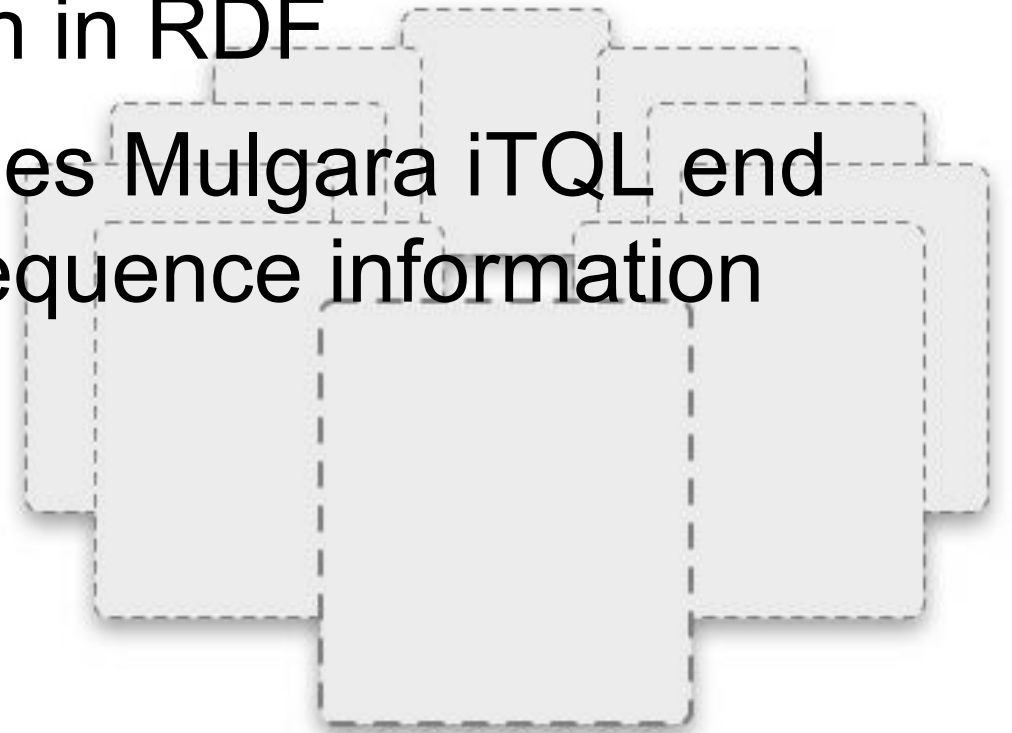 n in RDF
es Mulgara iTQL end
equence information